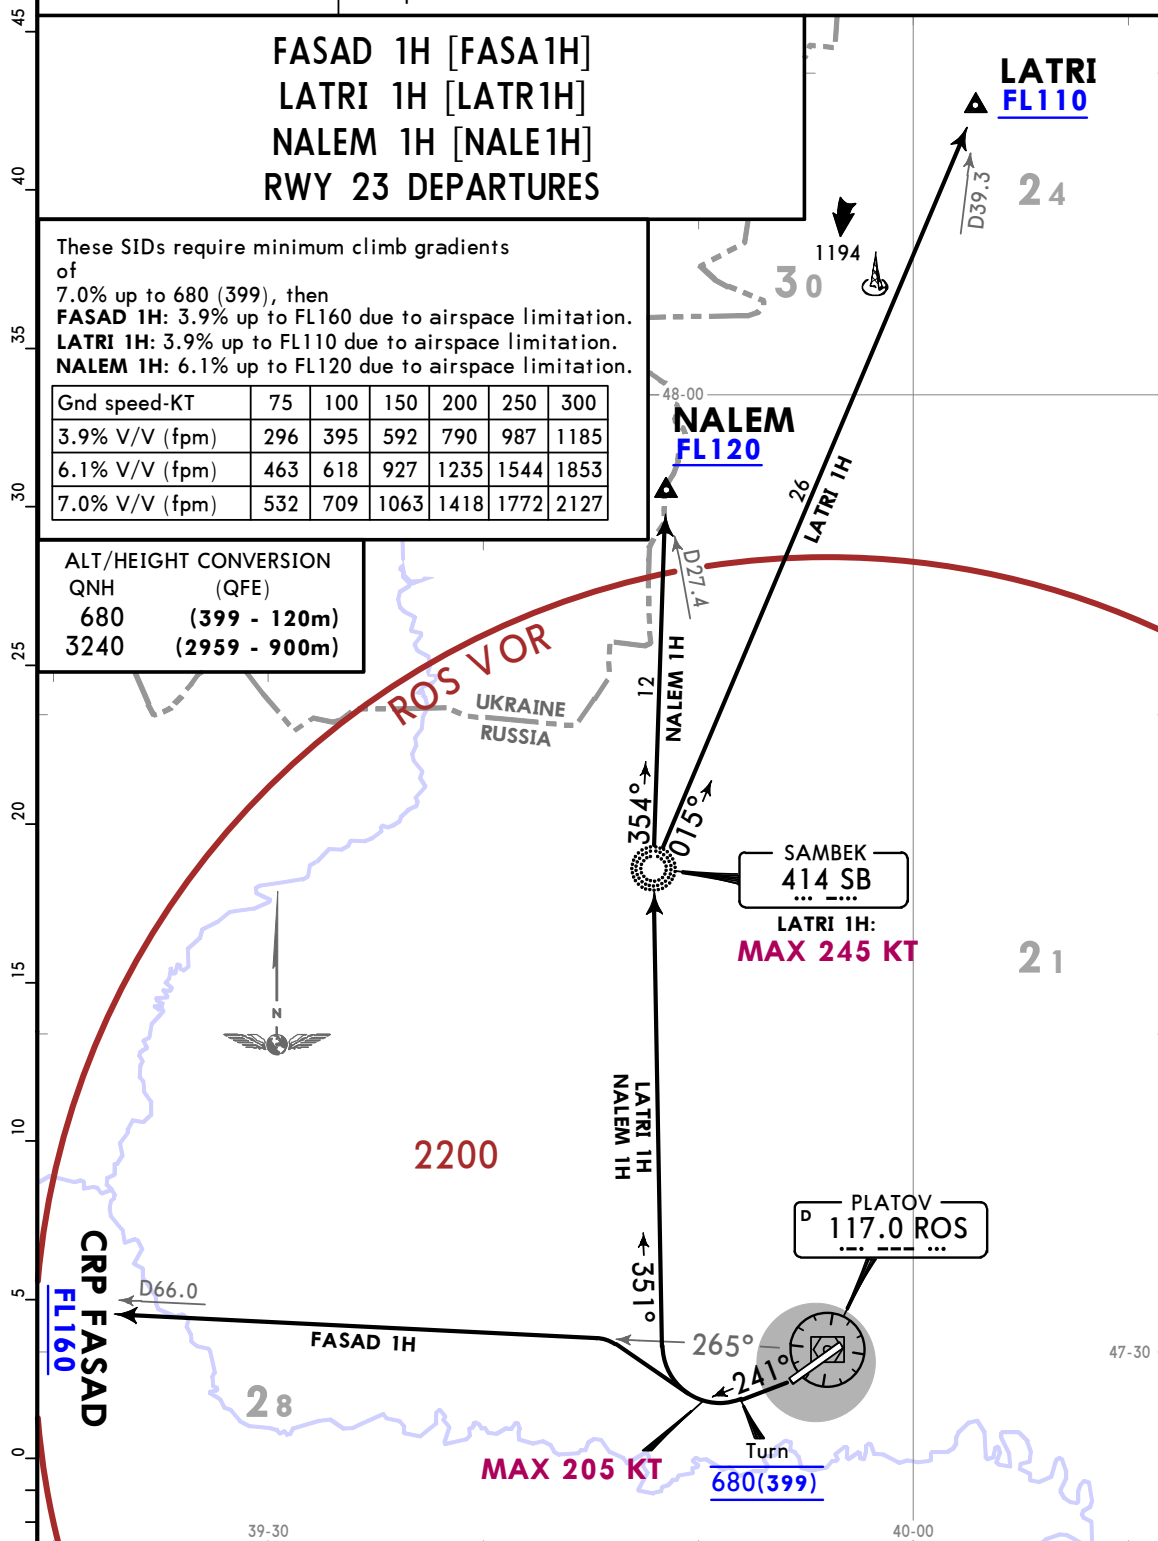 FASAD 1H [FASA1H]
LATRI 1H [LATR1H]
NALEM 1H [NALE1H]
RWY 23 DEPARTURES
These SIDs require minimum climb gradients
of
7.0% up to 680 (399), then
FASAD 1H: 3.9% up to FL160 due to airspace limitation.
LATRI 1H: 3.9% up to FL110 due to airspace limitation.
NALEM 1H: 6.1% up to FL120 due to airspace limitation.
Gnd speed-KT 75 100 150 200 250 300
3.9% V/V (fpm) 296 395 592 790 987 1185
6.1% V/V (fpm) 463 618 927 1235 1544 1853
7.0% V/V (fpm) 532 709 1063 1418 1772 2127
ALT/HEIGHT CONVERSION
QNH (QFE)
680 (399 - 120m)
3240 (2959 - 900m)
LATRI
FL110
D39.3
24
1194
30
48-00
NALEM
FL120
D27.4
26
LATRI 1H
ROS VOR
UKRAINE
RUSSIA
12
NALEM 1H
354°
015°
SAMBEK
414 SB
LATRI 1H:
MAX 245 KT
21
N
LATRI 1H
NALEM 1H
2200
351°
PLATOV
D
117.0 ROS
CRP FASAD
FL160
D66.0
FASAD 1H
265°
241°
47-30
28
MAX 205 KT
Turn
680(399)
39-30
40-00
45
40
35
30
25
20
15
10
5
0